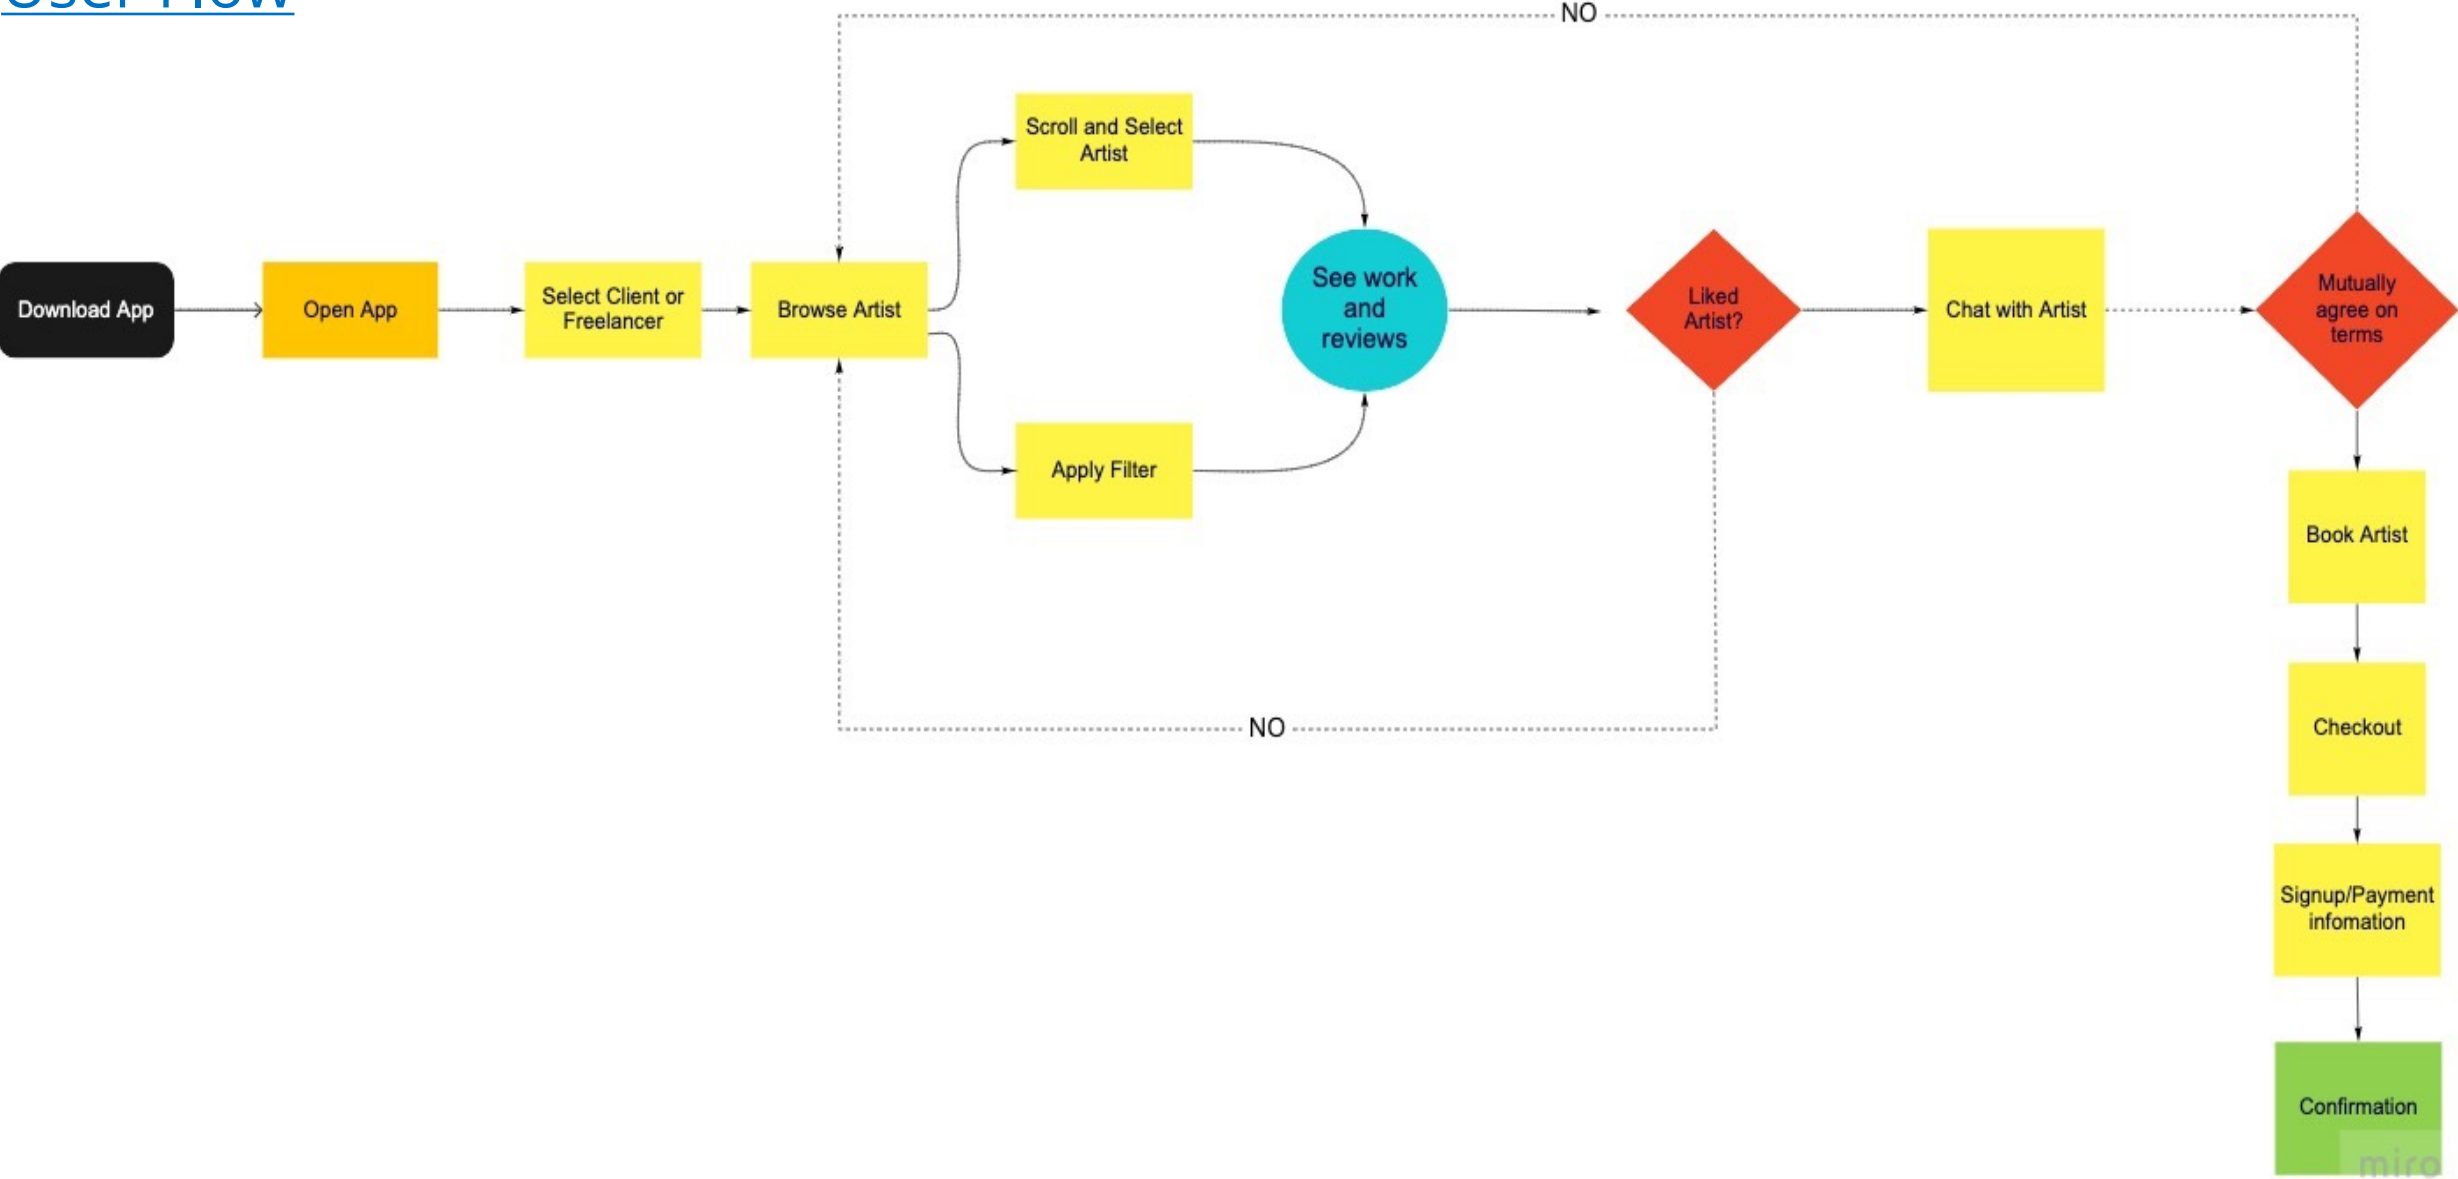 User Flow
NO
Scroll and Select
Artist
Download App
Open App
Select Client or
Freelancer
Browse Artist
See work
and
reviews
Liked
Artist?
Chat with Artist
Mutually
agree on
terms
Apply Filter
Book Artist
NO
Checkout
Signup/Payment
infomation
Confirmation
miro